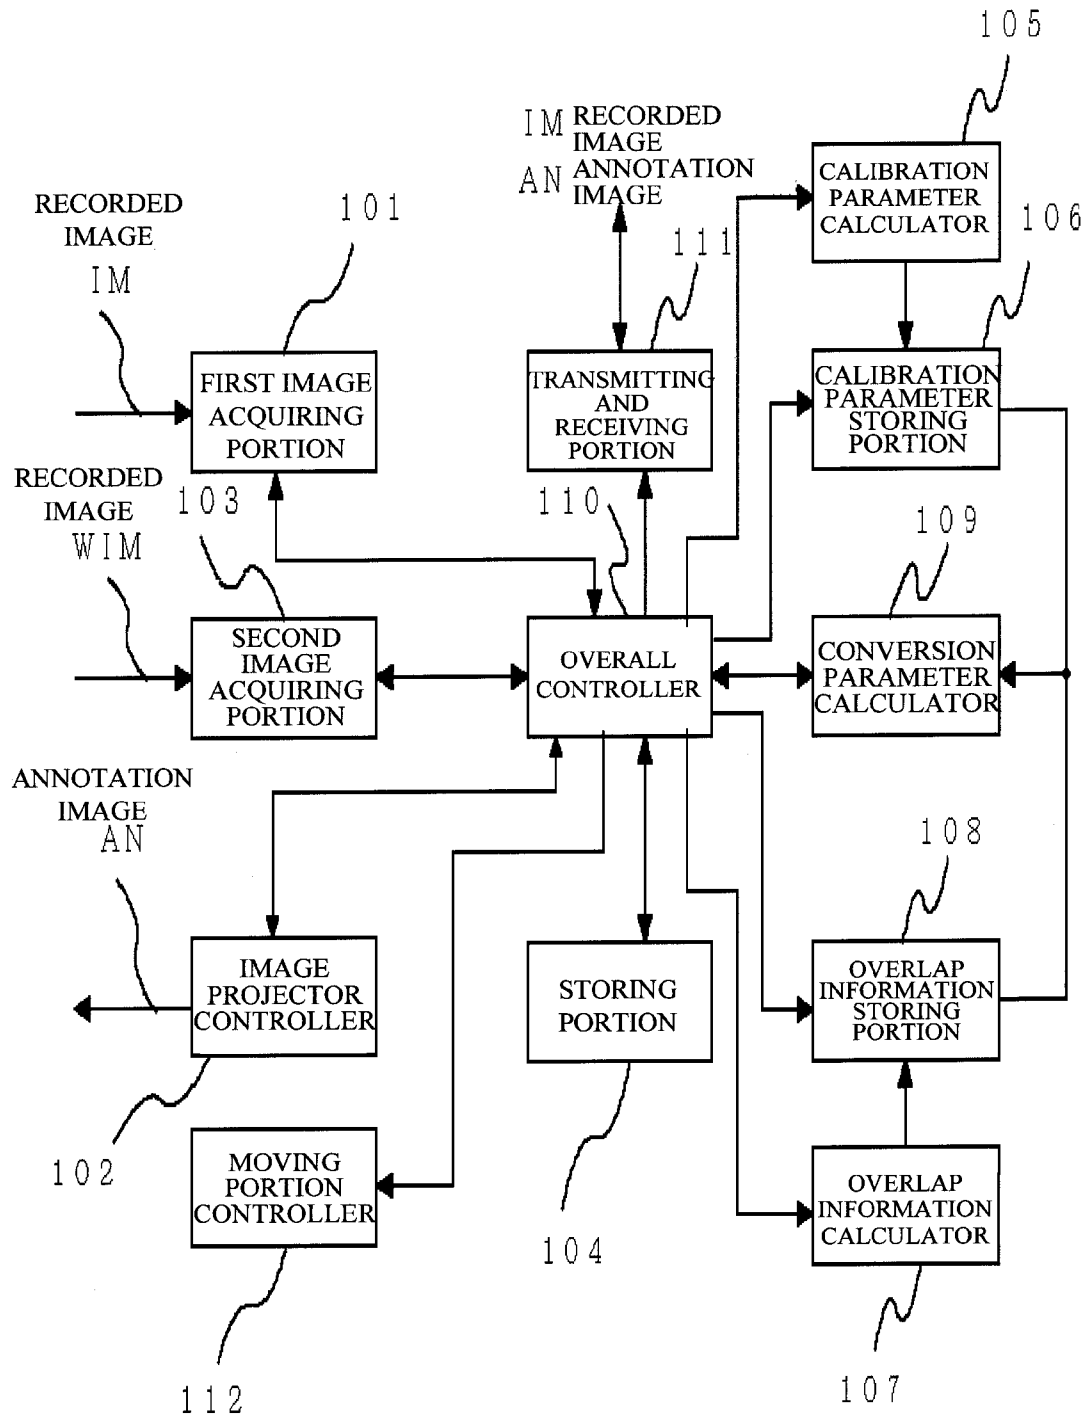 105
IM RECORDED
IMAGE
AN ANNOTATION
IMAGE
CALIBRATION
PARAMETER
CALCULATOR
RECORDED
IMAGE
IM
101
111
106
FIRST IMAGE
ACQUIRING
PORTION
TRANSMITTING
AND
RECEIVING
PORTION
CALIBRATION
PARAMETER
STORING
PORTION
RECORDED
IMAGE
WIM
103
110
109
SECOND
IMAGE
ACQUIRING
PORTION
OVERALL
CONTROLLER
CONVERSION
PARAMETER
CALCULATOR
ANNOTATION
IMAGE
AN
108
IMAGE
PROJECTOR
CONTROLLER
STORING
PORTION
OVERLAP
INFORMATION
STORING
PORTION
102
MOVING
PORTION
CONTROLLER
104
OVERLAP
INFORMATION
CALCULATOR
112
107